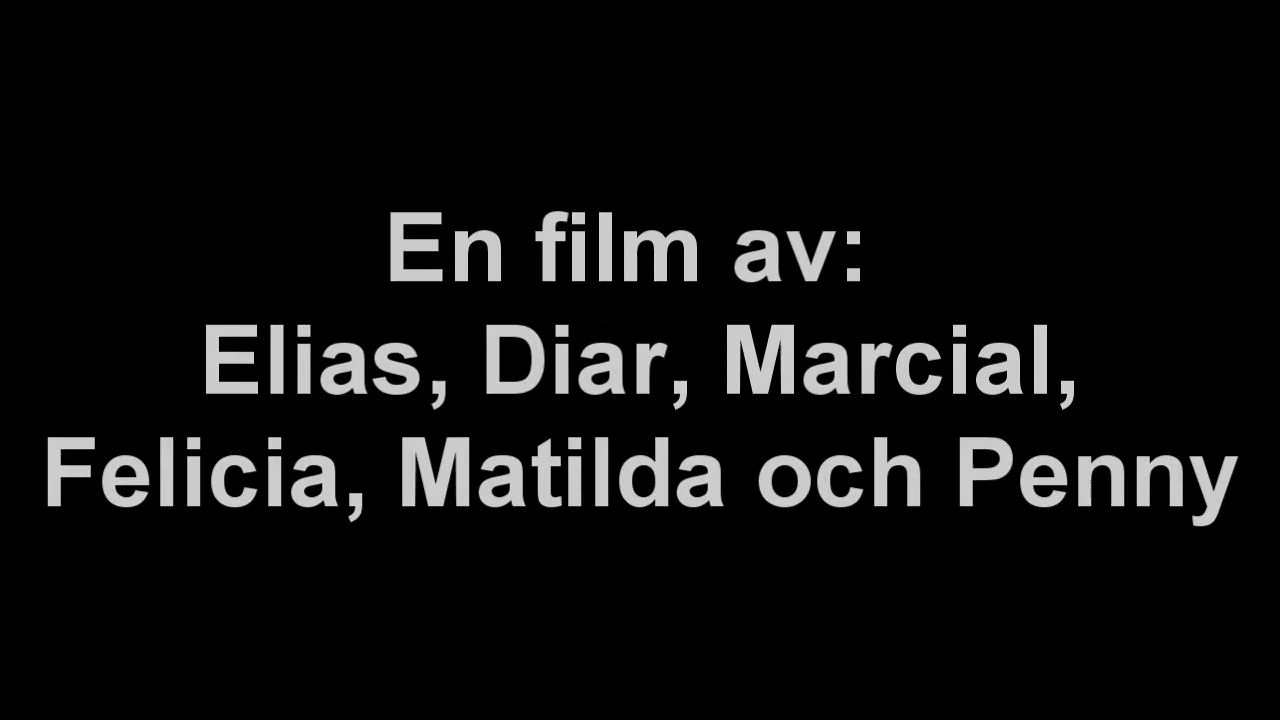 En film av:
Elias, Diar, Marcial,
Felicia, Matilda och Penny